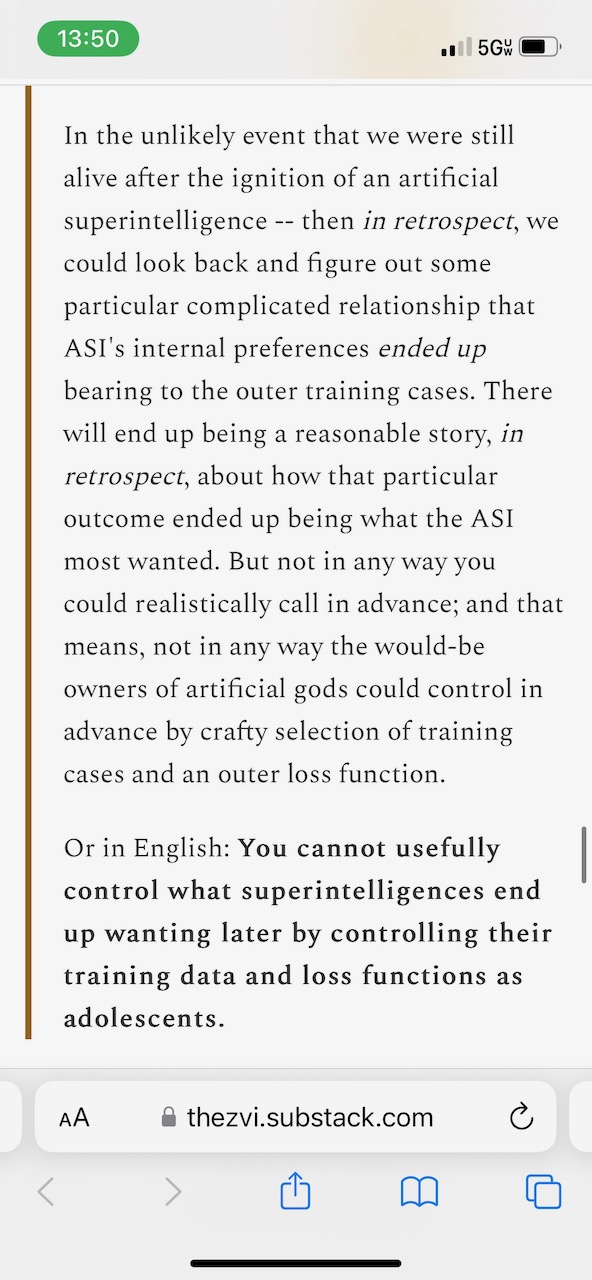 13:50
5G UW
In the unlikely event that we were still
alive after the ignition of an artificial
superintelligence -- then in retrospect, we
could look back and figure out some
particular complicated relationship that
ASI's internal preferences ended up
bearing to the outer training cases. There
will end up being a reasonable story, in
retrospect, about how that particular
outcome ended up being what the ASI
most wanted. But not in any way you
could realistically call in advance; and that
means, not in any way the would-be
owners of artificial gods could control in
advance by crafty selection of training
cases and an outer loss function.
Or in English: You cannot usefully
control what superintelligences end
up wanting later by controlling their
training data and loss functions as
adolescents.
AA thezvi.substack.com